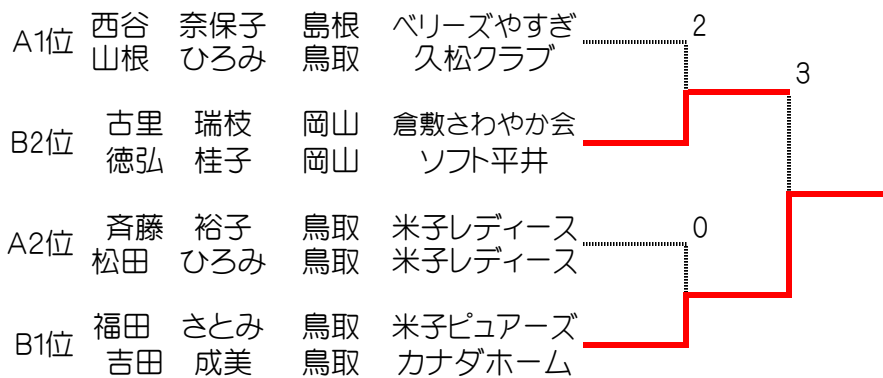 A1位 西谷 奈保子 島根 ベリーズやすぎ 2
山根 ひろみ 鳥取 久松クラブ
3
B2位 古里 瑞枝 岡山 倉敷さわやか会
徳弘 桂子 岡山 ソフト平井
A2位 斉藤 裕子 鳥取 米子レディース 0
松田 ひろみ 鳥取 米子レディース
B1位 福田 さとみ 鳥取 米子ピュアーズ
吉田 成美 鳥取 カナダホーム